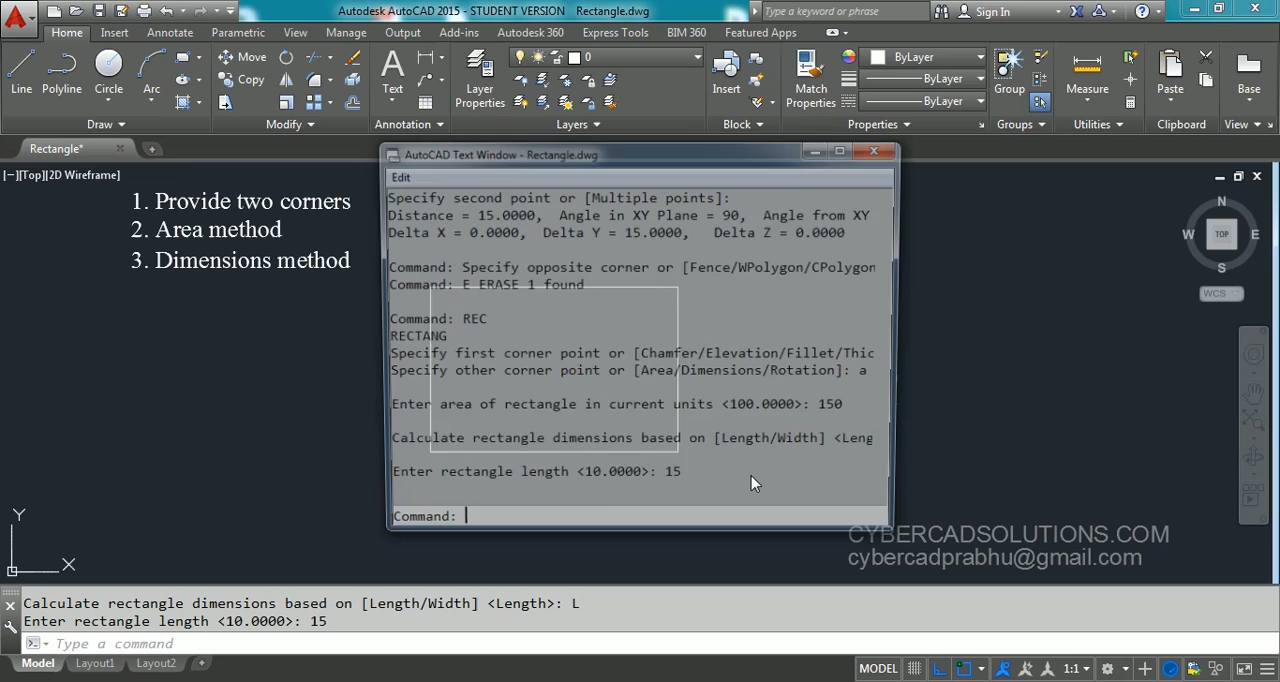 Autodesk AutoCAD 2015 - STUDENT VERSION Rectangle.dwg
Type a keyword or phrase
Sign In
Home Insert Annotate Parametric View Manage Output Add-ins Autodesk 360 Express Tools BIM 360 Featured Apps
Move
Copy
0
ByLayer
ByLayer
ByLayer
Line Polyline Circle Arc
Text
Layer Properties
Insert
Match Properties
Group
Measure
Paste
Base
Draw Modify Annotation Layers Block Properties Groups Utilities Clipboard View
Rectangle*
[−][Top][2D Wireframe]
1. Provide two corners
2. Area method
3. Dimensions method
AutoCAD Text Window - Rectangle.dwg
Edit
Specify second point or [Multiple points]:
Distance = 15.0000, Angle in XY Plane = 90, Angle from XY
Delta X = 0.0000, Delta Y = 15.0000, Delta Z = 0.0000
Command: Specify opposite corner or [Fence/WPolygon/CPolygon
Command: E ERASE 1 found
Command: REC
RECTANG
Specify first corner point or [Chamfer/Elevation/Fillet/Thic
Specify other corner point or [Area/Dimensions/Rotation]: a
Enter area of rectangle in current units <100.0000>: 150
Calculate rectangle dimensions based on [Length/Width] <Leng
Enter rectangle length <10.0000>: 15
Command:
N
W TOP E
S
WCS
Y
X
CYBERCADSOLUTIONS.COM
cybercadprabhu@gmail.com
Calculate rectangle dimensions based on [Length/Width] <Length>: L
Enter rectangle length <10.0000>: 15
Type a command
Model Layout1 Layout2
MODEL
1:1